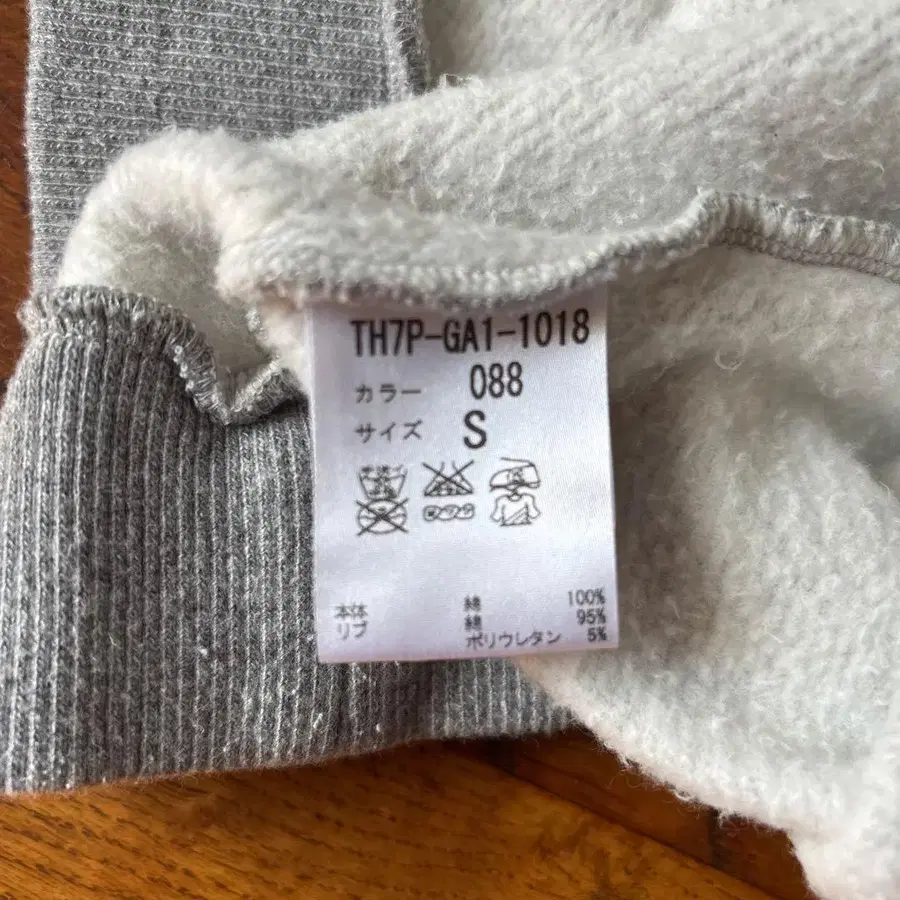 TH7P-GA1-1018
カラー 088
サイズ S
本体 綿 100%
リブ 綿 95%
ポリウレタン 5%